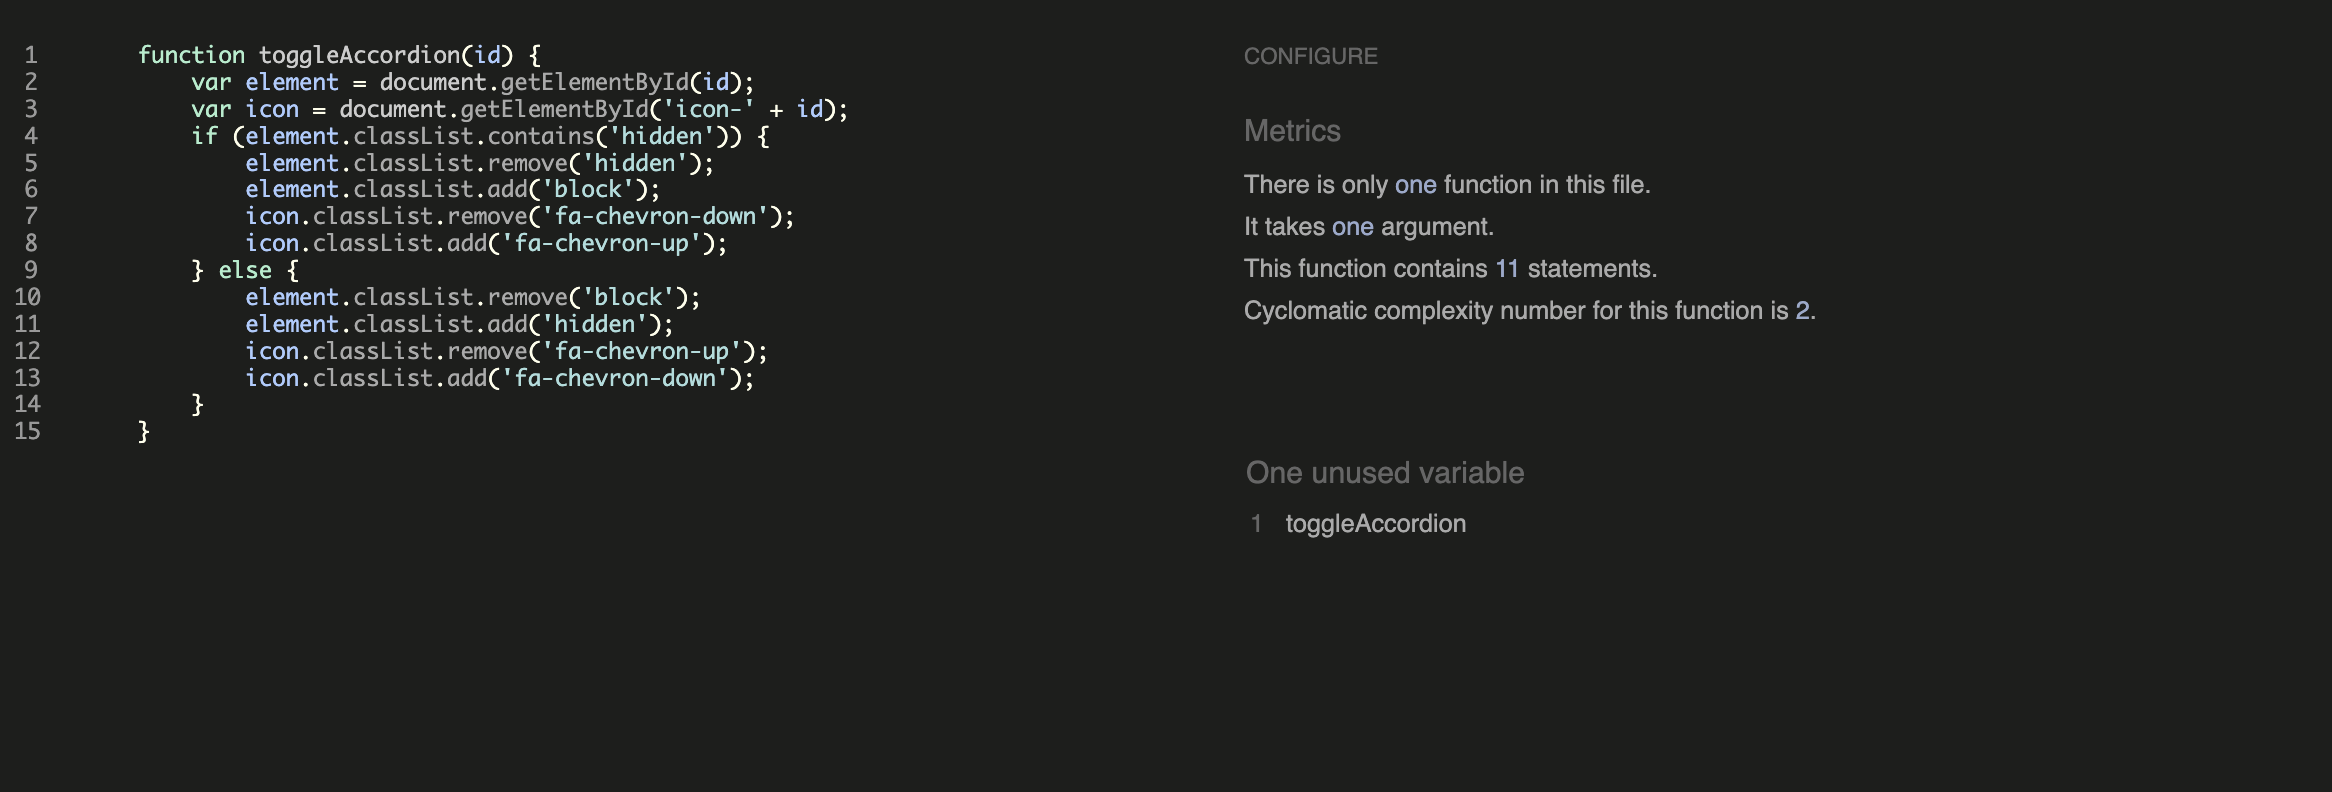 1 function toggleAccordion(id) {
2 var element = document.getElementById(id);
3 var icon = document.getElementById('icon-' + id);
4 if (element.classList.contains('hidden')) {
5 element.classList.remove('hidden');
6 element.classList.add('block');
7 icon.classList.remove('fa-chevron-down');
8 icon.classList.add('fa-chevron-up');
9 } else {
10 element.classList.remove('block');
11 element.classList.add('hidden');
12 icon.classList.remove('fa-chevron-up');
13 icon.classList.add('fa-chevron-down');
14 }
15 }
CONFIGURE
Metrics
There is only one function in this file.
It takes one argument.
This function contains 11 statements.
Cyclomatic complexity number for this function is 2.
One unused variable
1 toggleAccordion